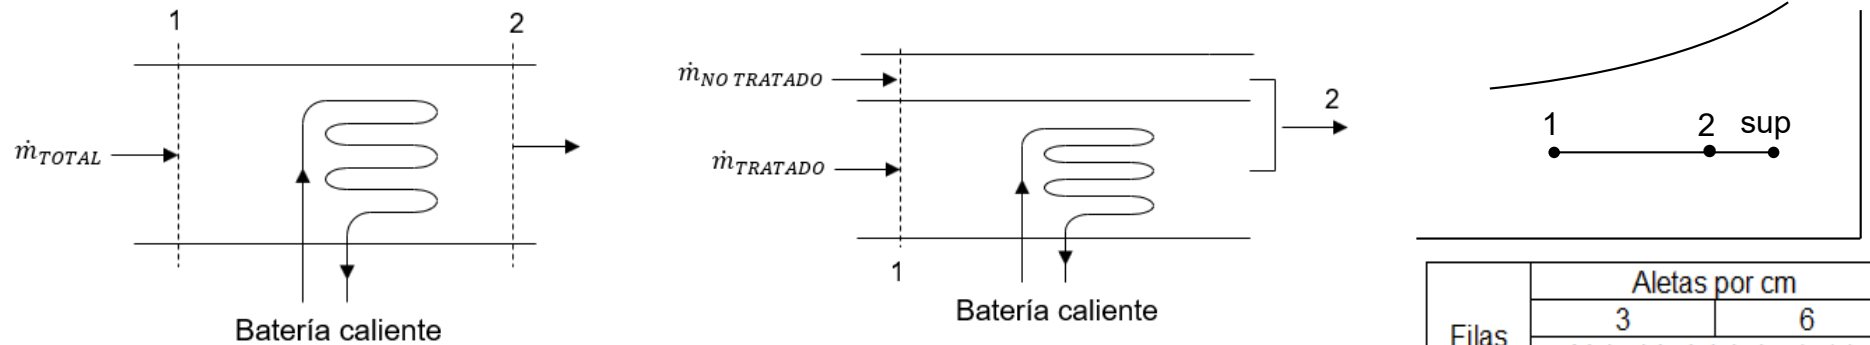 1
2
ṁTOTAL
Batería caliente
ṁNO TRATADO
ṁTRATADO
2
1
Batería caliente
1
2
sup
Filas
Aletas por cm
3
6